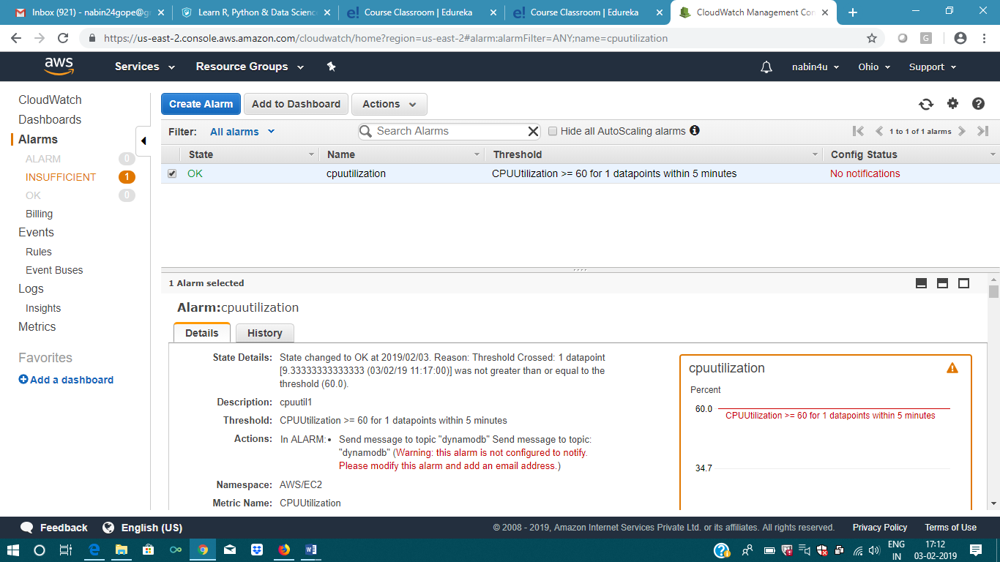 Inbox (921) - nabin24gope@g
Learn R, Python & Data Science
Course Classroom | Edureka
Course Classroom | Edureka
CloudWatch Management Con
https://us-east-2.console.aws.amazon.com/cloudwatch/home?region=us-east-2#alarm:alarmFilter=ANY;name=cpuutilization
G
aws
Services
Resource Groups
nabin4u
Ohio
Support
CloudWatch
Dashboards
Alarms
ALARM 0
INSUFFICIENT 1
OK 0
Billing
Events
Rules
Event Buses
Logs
Insights
Metrics
Favorites
Add a dashboard
Create Alarm
Add to Dashboard
Actions
Filter: All alarms
Search Alarms
Hide all AutoScaling alarms
1 to 1 of 1 alarms
State Name Threshold Config Status
OK cpuutilization CPUUtilization >= 60 for 1 datapoints within 5 minutes No notifications
1 Alarm selected
Alarm:cpuutilization
Details
History
State Details: State changed to OK at 2019/02/03. Reason: Threshold Crossed: 1 datapoint
[9.33333333333333 (03/02/19 11:17:00)] was not greater than or equal to the
threshold (60.0).
Description: cpuutil1
Threshold: CPUUtilization >= 60 for 1 datapoints within 5 minutes
Actions: In ALARM: • Send message to topic "dynamodb" Send message to topic:
"dynamodb" (Warning: this alarm is not configured to notify.
Please modify this alarm and add an email address.)
Namespace: AWS/EC2
Metric Name: CPUUtilization
cpuutilization
Percent
60.0
CPUUtilization >= 60 for 1 datapoints within 5 minutes
34.7
Feedback
English (US)
© 2008 - 2019, Amazon Internet Services Private Ltd. or its affiliates. All rights reserved.
Privacy Policy
Terms of Use
ENG
IN
17:12
03-02-2019